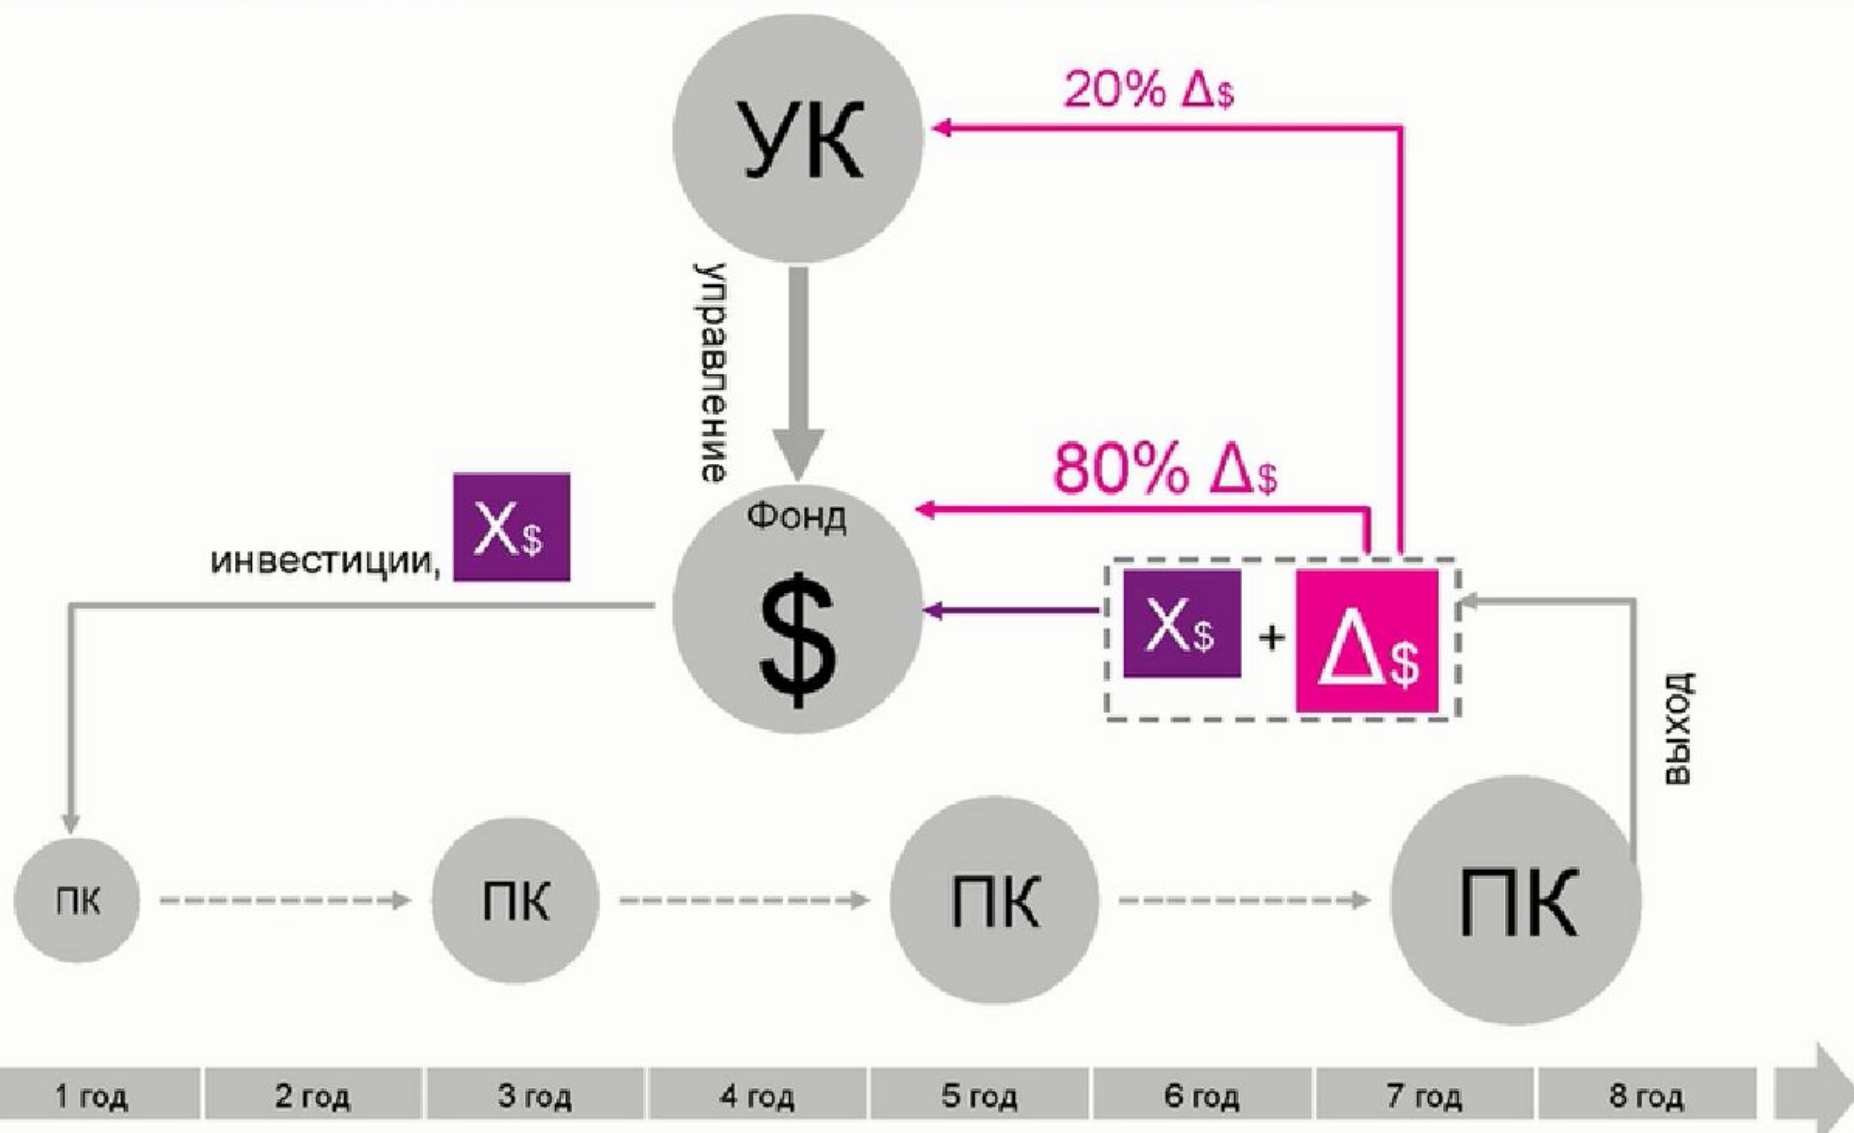 УК
20% Δ$
управление
80% Δ$
Фонд
$
инвестиции,
X$
X$ + Δ$
выход
ПК
ПК
ПК
ПК
1 год
2 год
3 год
4 год
5 год
6 год
7 год
8 год